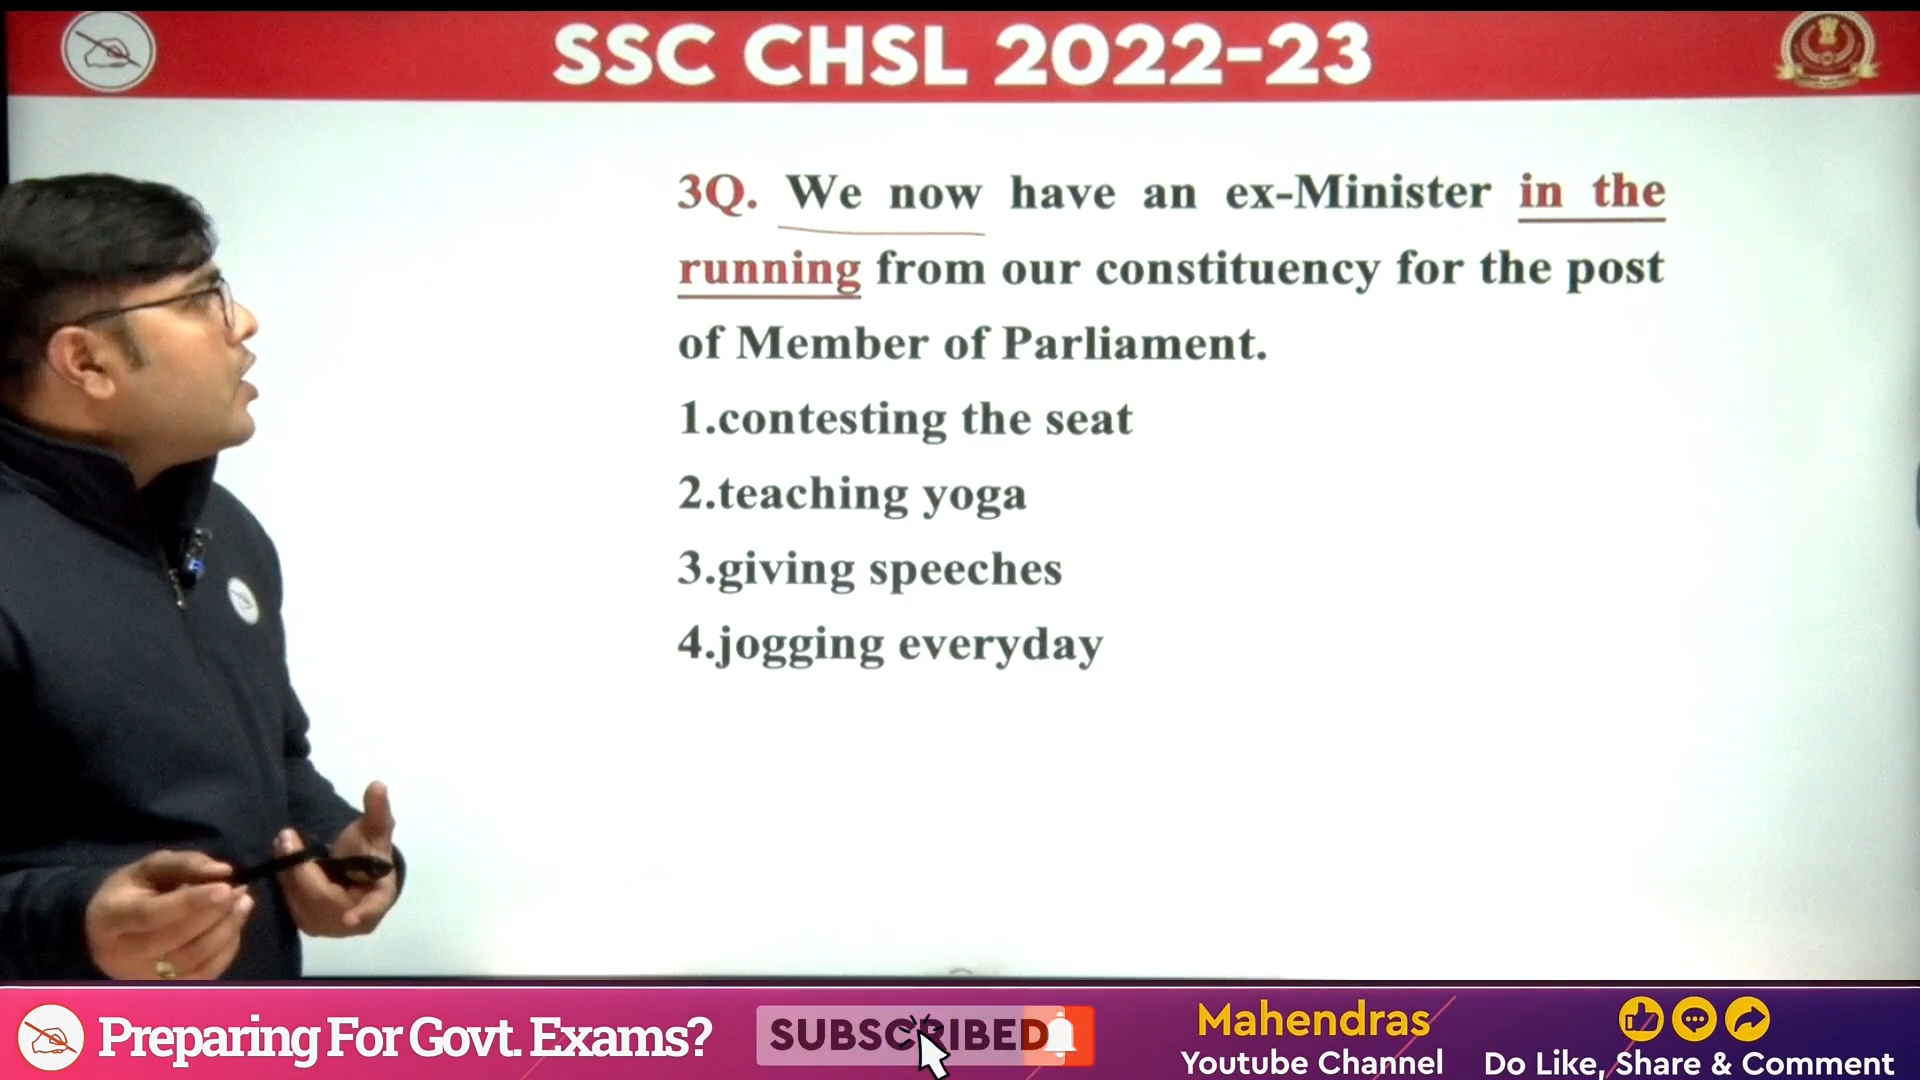 SSC CHSL 2022-23
3Q. We now have an ex-Minister in the
running from our constituency for the post
of Member of Parliament.
1.contesting the seat
2.teaching yoga
3.giving speeches
4.jogging everyday
Preparing For Govt. Exams?
SUBSCRIBED
Mahendras
Youtube Channel
Do Like, Share & Comment